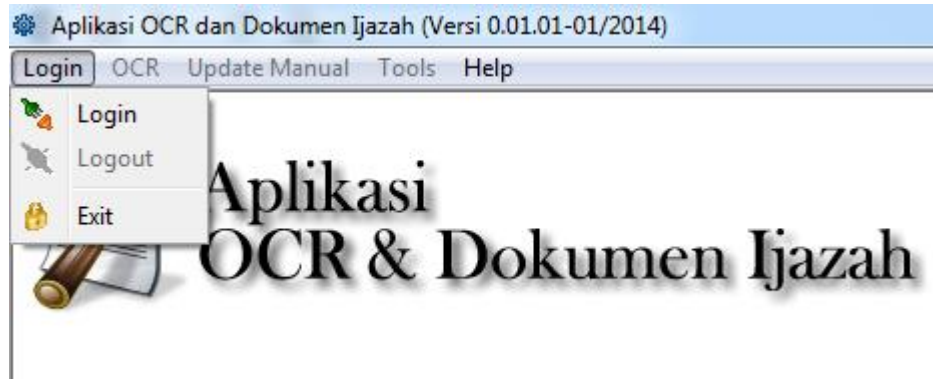 Aplikasi OCR dan Dokumen Ijazah (Versi 0.01.01-01/2014)
Login OCR Update Manual Tools Help
Login
Logout
Exit
Aplikasi
OCR & Dokumen Ijazah